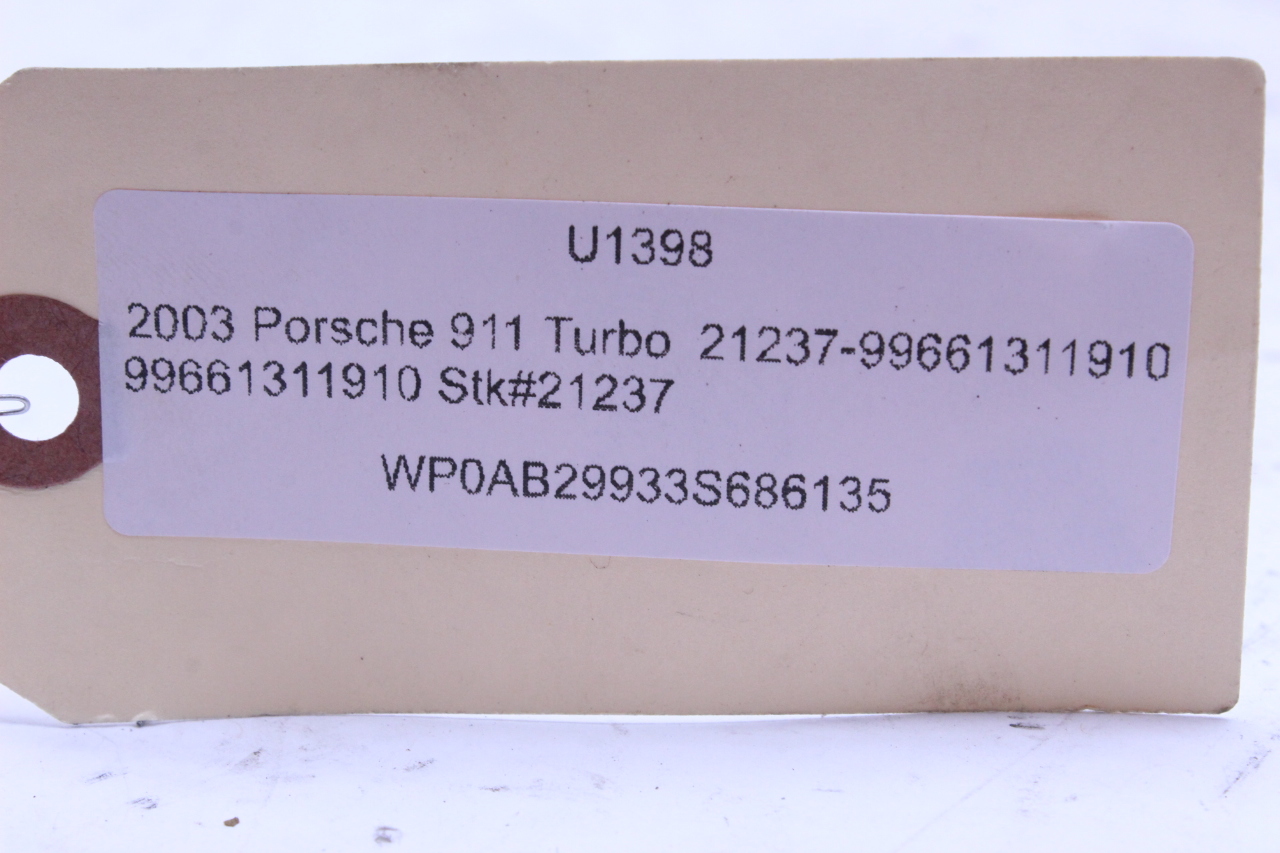 U1398
2003 Porsche 911 Turbo 21237-99661311910
99661311910 Stk#21237
WP0AB29933S686135